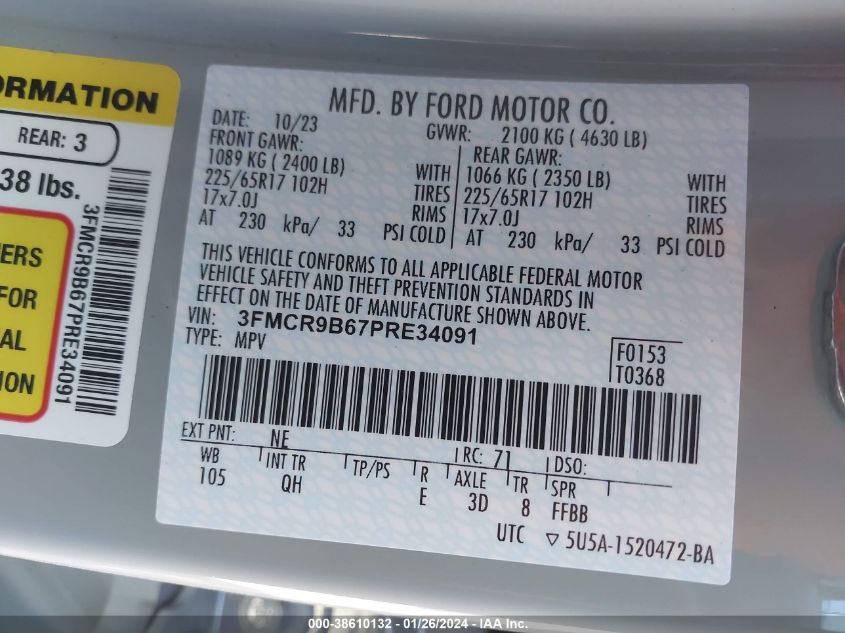 ORMATION
REAR: 3
38 lbs.
ERS
FOR
AL
ION
3FMCR9B67PRE34091
MFD. BY FORD MOTOR CO.
DATE: 10/23 GVWR: 2100 KG ( 4630 LB)
FRONT GAWR: REAR GAWR:
1089 KG ( 2400 LB) WITH 1066 KG ( 2350 LB) WITH
225/65R17 102H TIRES 225/65R17 102H TIRES
17x7.0J RIMS 17x7.0J RIMS
AT 230 kPa/ 33 PSI COLD AT 230 kPa/ 33 PSI COLD
THIS VEHICLE CONFORMS TO ALL APPLICABLE FEDERAL MOTOR
VEHICLE SAFETY AND THEFT PREVENTION STANDARDS IN
EFFECT ON THE DATE OF MANUFACTURE SHOWN ABOVE.
VIN: 3FMCR9B67PRE34091
TYPE: MPV
F0153
T0368
EXT PNT: NE RC: 71 DSO:
WB INT TR TP/PS R AXLE TR SPR
105 QH E 3D 8 FFBB
UTC ▽ 5U5A-1520472-BA
000-38610132 - 01/26/2024 - IAA Inc.